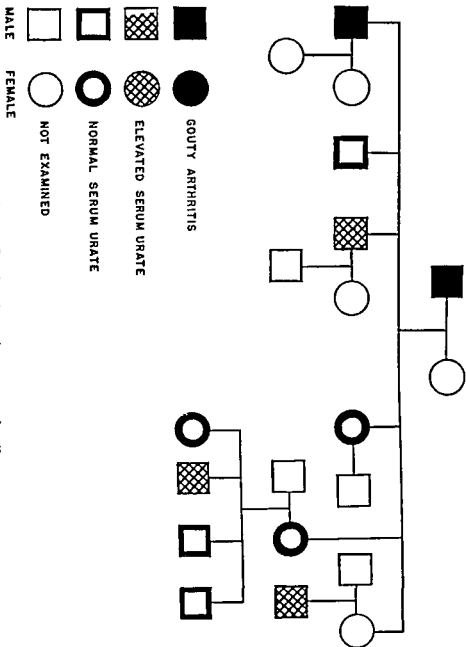 GOUTY ARTHRITIS
ELEVATED SERUM URATE
NORMAL SERUM URATE
NOT EXAMINED
MALE
FEMALE